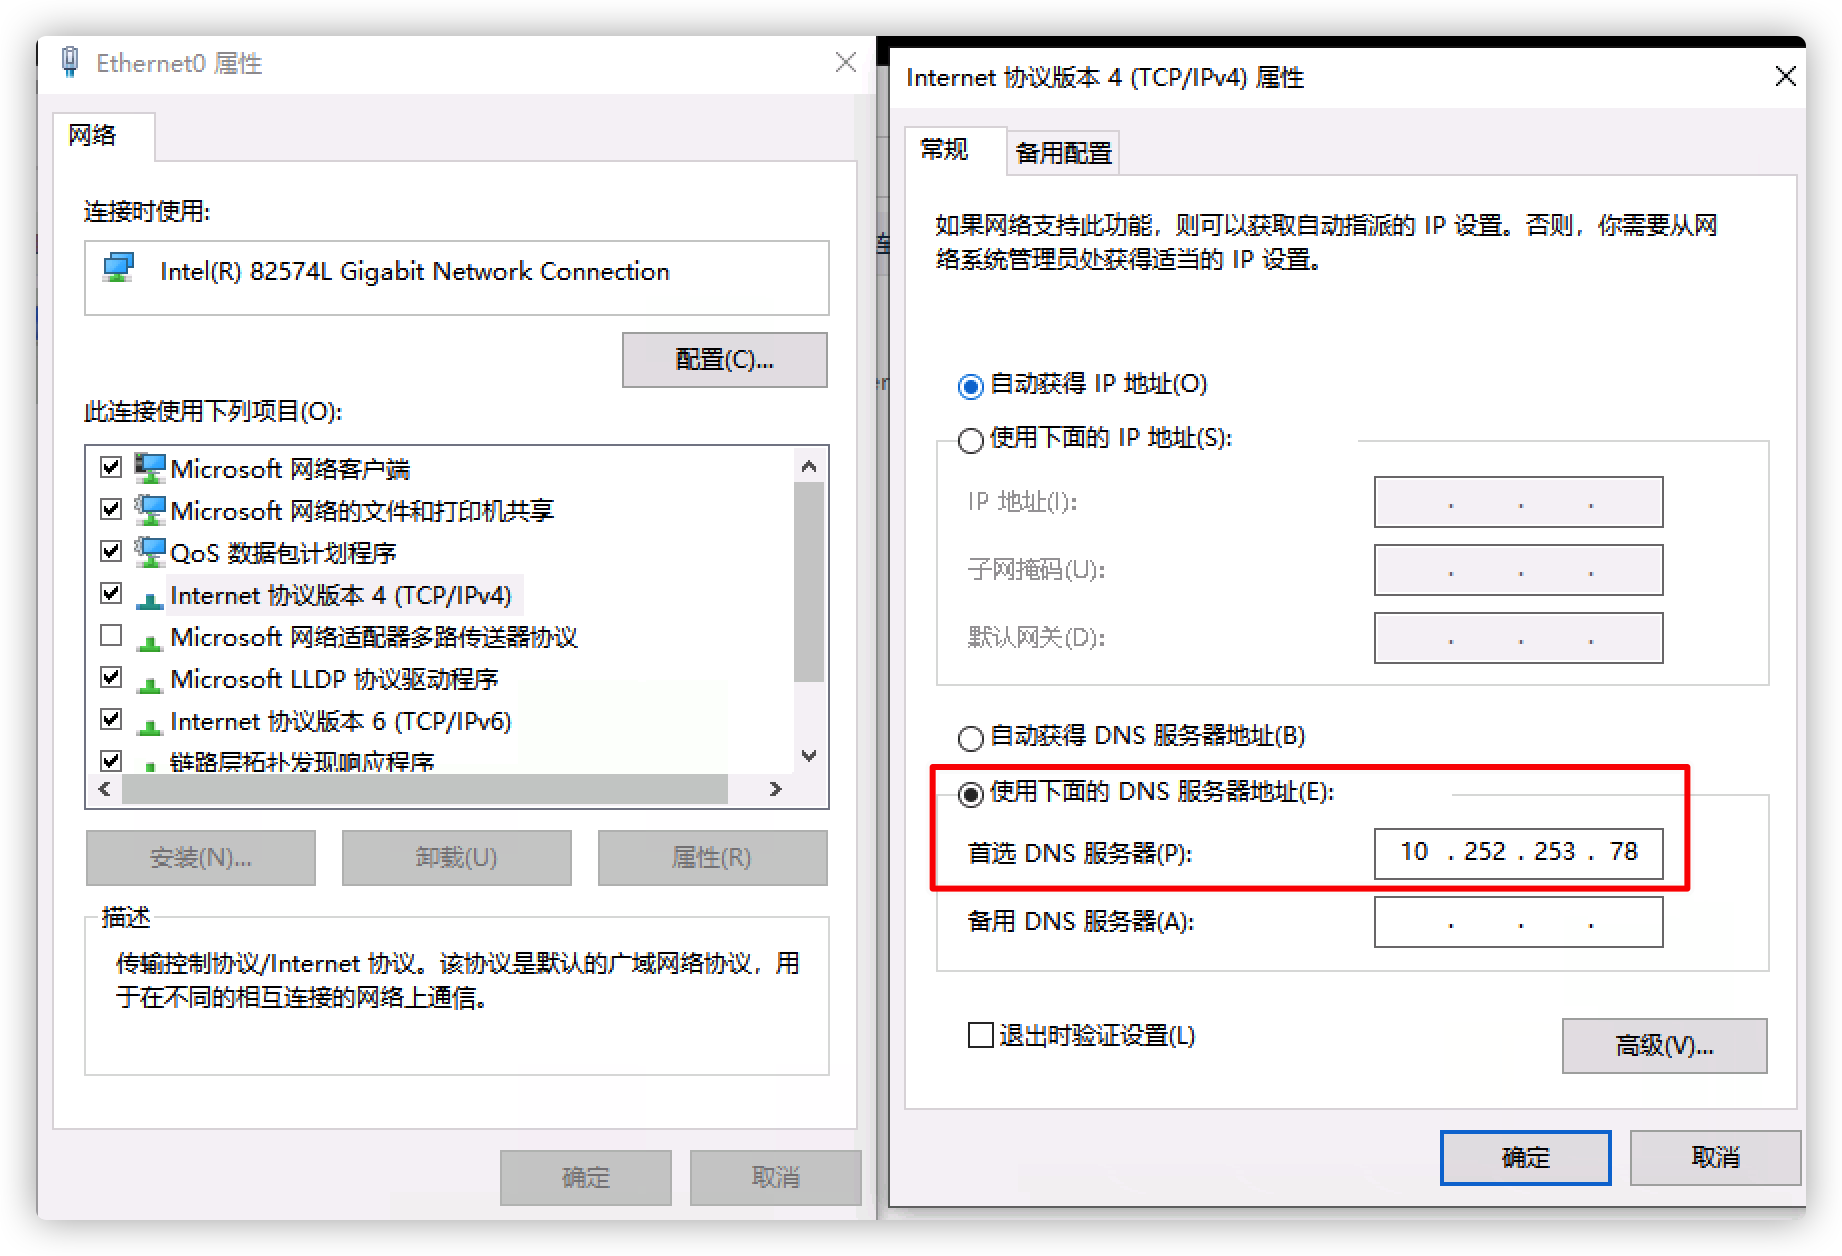 Ethernet0 属性
网络
连接时使用:
Intel(R) 82574L Gigabit Network Connection
配置(C)...
此连接使用下列项目(O):
Microsoft 网络客户端
Microsoft 网络的文件和打印机共享
QoS 数据包计划程序
Internet 协议版本 4 (TCP/IPv4)
Microsoft 网络适配器多路传送器协议
Microsoft LLDP 协议驱动程序
Internet 协议版本 6 (TCP/IPv6)
链路层拓扑发现响应程序
安装(N)...
卸载(U)
属性(R)
描述
传输控制协议/Internet 协议。该协议是默认的广域网络协议，用
于在不同的相互连接的网络上通信。
确定
取消
Internet 协议版本 4 (TCP/IPv4) 属性
常规
备用配置
如果网络支持此功能，则可以获取自动指派的 IP 设置。否则，你需要从网
络系统管理员处获得适当的 IP 设置。
自动获得 IP 地址(O)
使用下面的 IP 地址(S):
IP 地址(I):
. . .
子网掩码(U):
. . .
默认网关(D):
. . .
自动获得 DNS 服务器地址(B)
使用下面的 DNS 服务器地址(E):
首选 DNS 服务器(P):
10 . 252 . 253 . 78
备用 DNS 服务器(A):
. . .
退出时验证设置(L)
高级(V)...
确定
取消